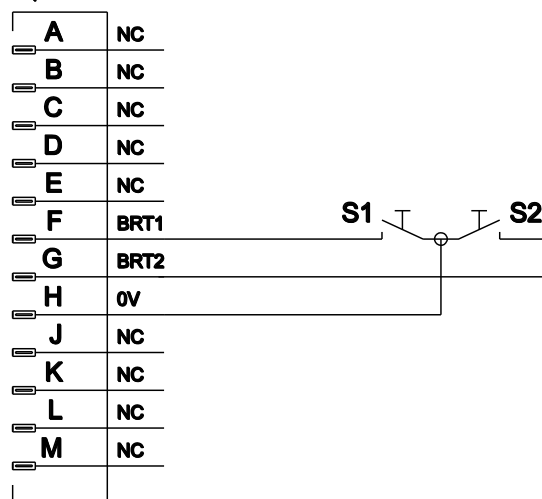 A NC
B NC
C NC
D NC
E NC
S1 S2
F BRT1
G BRT2
H 0V
J NC
K NC
L NC
M NC